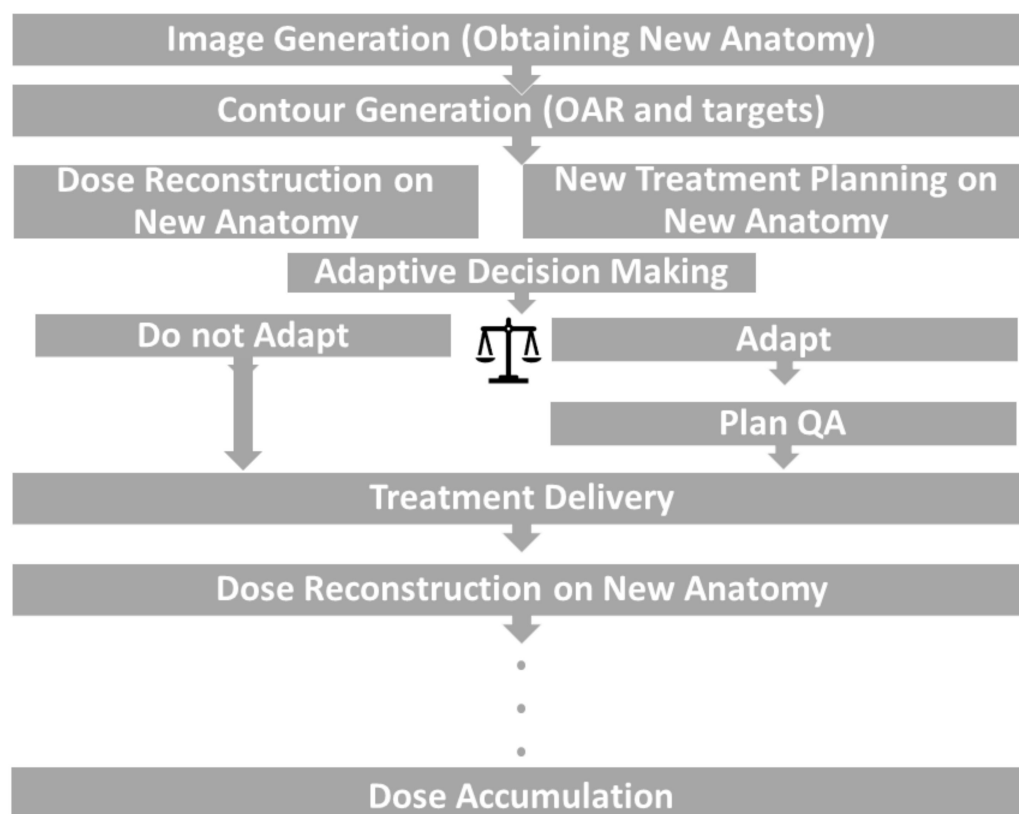 Image Generation (Obtaining New Anatomy)
Contour Generation (OAR and targets)
Dose Reconstruction on
New Anatomy
New Treatment Planning on
New Anatomy
Adaptive Decision Making
Do not Adapt
Adapt
Plan QA
Treatment Delivery
Dose Reconstruction on New Anatomy
Dose Accumulation